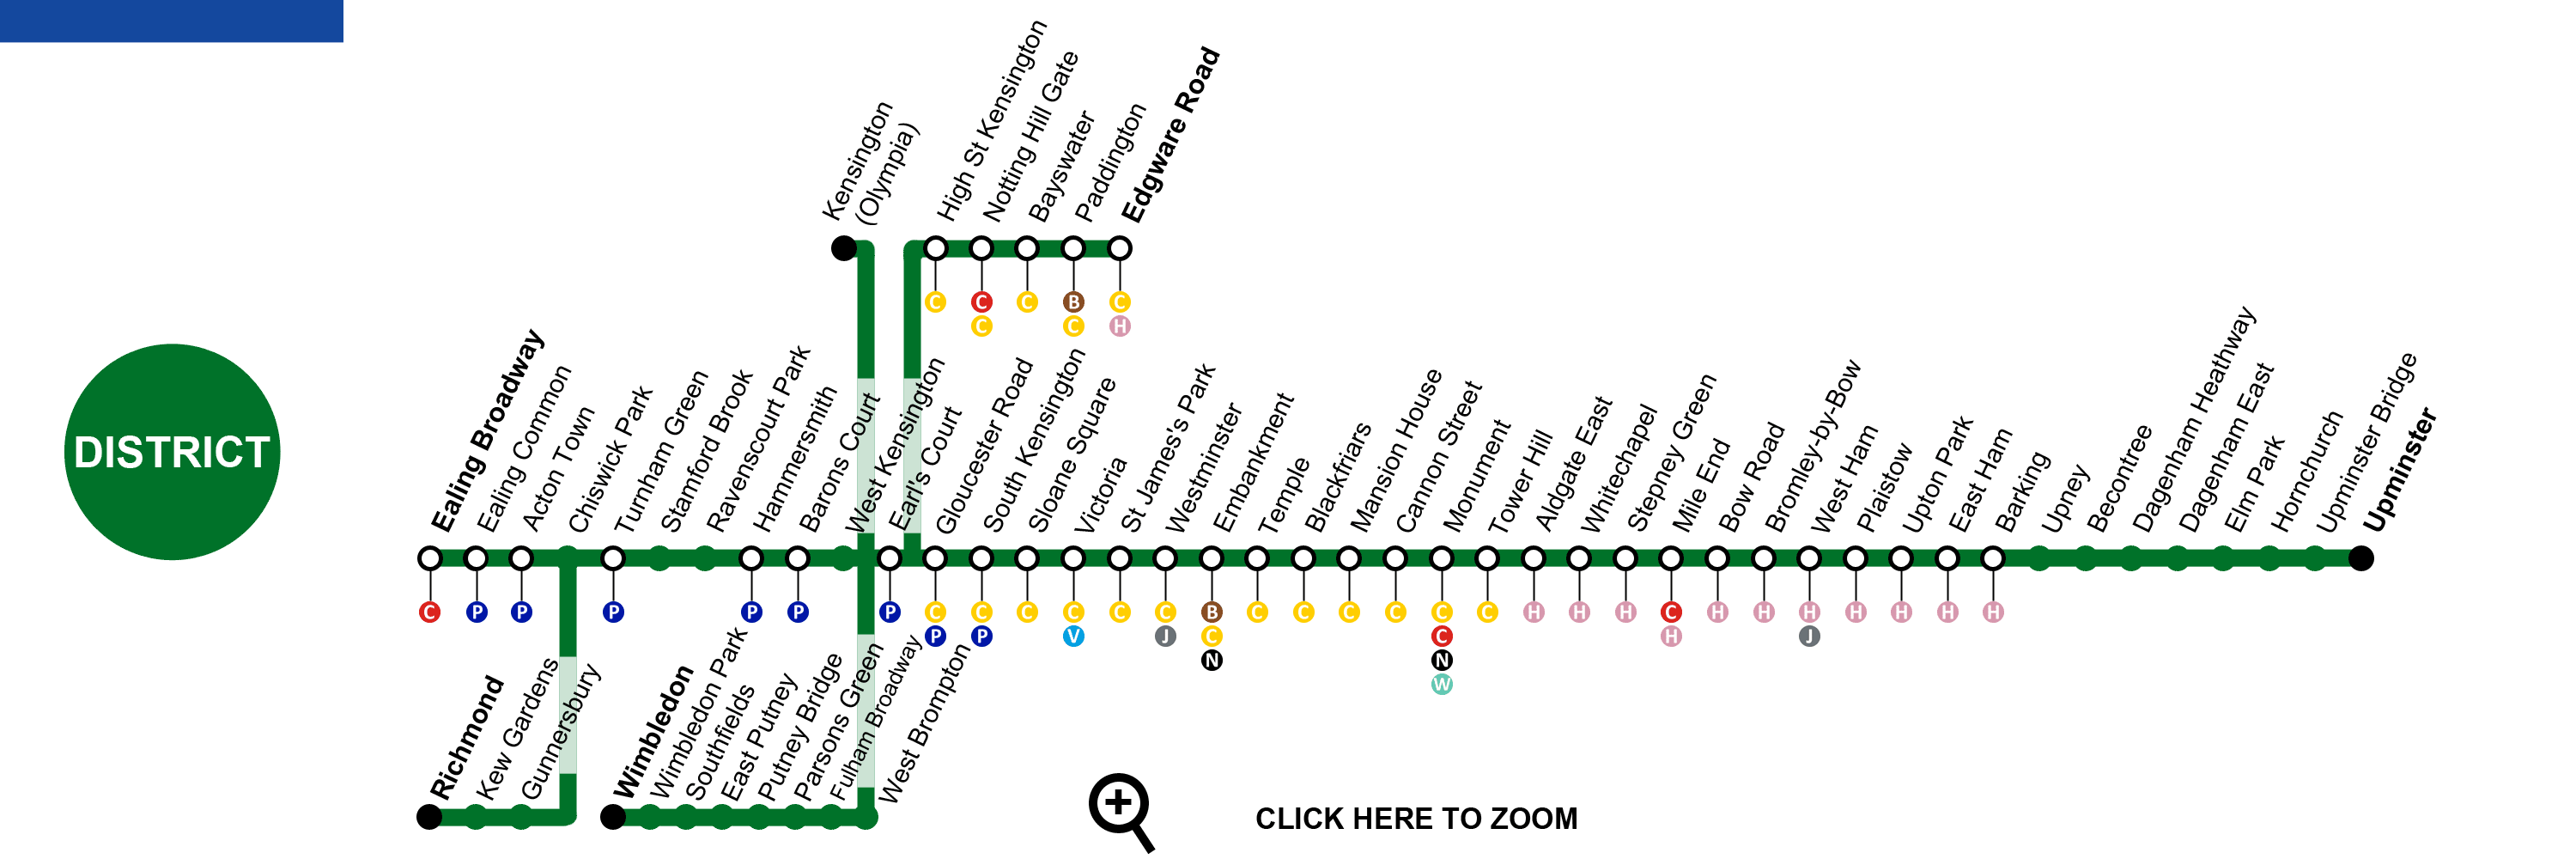 Kensington
(Olympia)
High St Kensington
Notting Hill Gate
Bayswater
Paddington
Edgware Road
C
C
C
B
C
C
C
C
H
DISTRICT
Ealing Broadway
Ealing Common
Acton Town
Chiswick Park
Turnham Green
Stamford Brook
Ravenscourt Park
Hammersmith
Barons Court
West Kensington
Earl's Court
Gloucester Road
South Kensington
Sloane Square
Victoria
St James's Park
Westminster
Embankment
Temple
Blackfriars
Mansion House
Cannon Street
Monument
Tower Hill
Aldgate East
Whitechapel
Stepney Green
Mile End
Bow Road
Bromley-by-Bow
West Ham
Plaistow
Upton Park
East Ham
Barking
Upney
Becontree
Dagenham Heathway
Dagenham East
Elm Park
Hornchurch
Upminster Bridge
Upminster
C P P P P P P C C C C C C B C C C C C C H H H C H H H H H H H
P P V J C C H J
N N
W
Richmond
Kew Gardens
Gunnersbury
Wimbledon
Wimbledon Park
Southfields
East Putney
Putney Bridge
Parsons Green
Fulham Broadway
West Brompton
CLICK HERE TO ZOOM